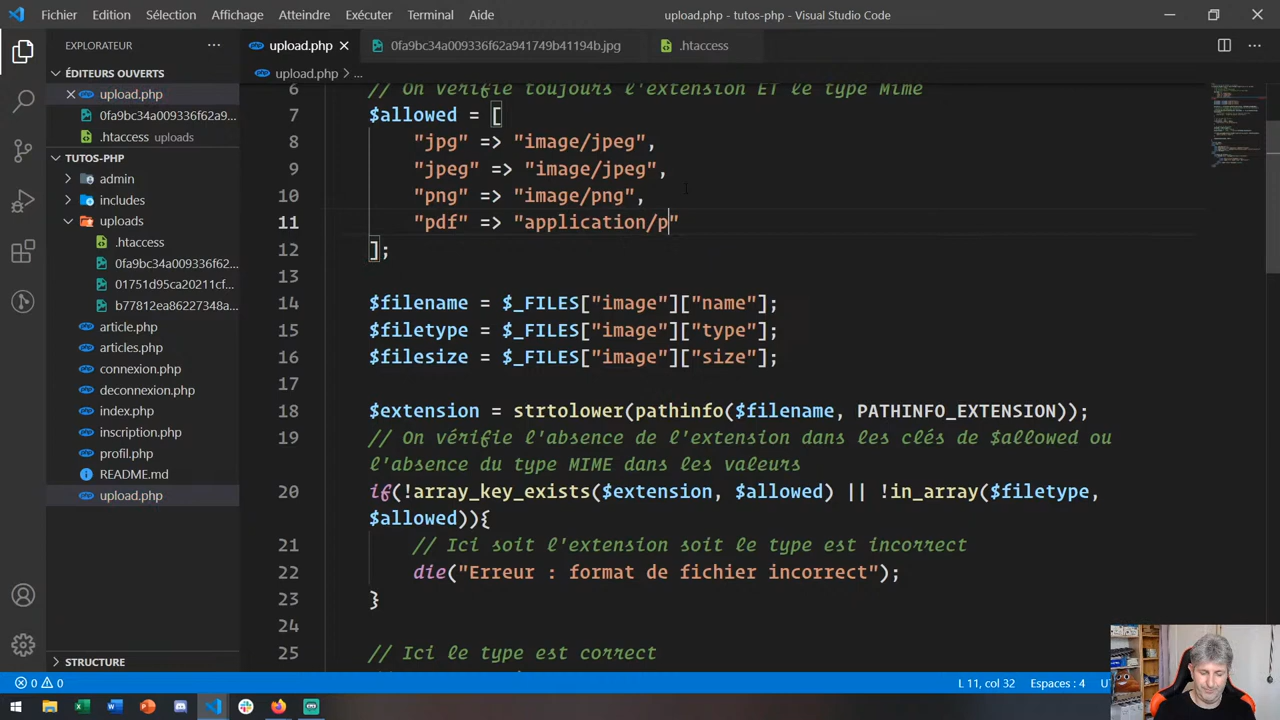 Fichier Edition Sélection Affichage Atteindre Exécuter Terminal Aide upload.php - tutos-php - Visual Studio Code
EXPLORATEUR ... upload.php 0fa9bc34a009336f62a941749b41194b.jpg .htaccess ...
ÉDITEURS OUVERTS
upload.php
0fa9bc34a009336f62a9...
.htaccess uploads
TUTOS-PHP
admin
includes
uploads
.htaccess
0fa9bc34a009336f62...
01751d95ca20211cf...
b77812ea86227348a...
article.php
articles.php
connexion.php
deconnexion.php
index.php
inscription.php
profil.php
README.md
upload.php
STRUCTURE
upload.php > ...
6 // On vérifie toujours l'extension ET le type Mime
7 $allowed = [
8 "jpg" => "image/jpeg",
9 "jpeg" => "image/jpeg",
10 "png" => "image/png",
11 "pdf" => "application/p"
12 ];
13
14 $filename = $_FILES["image"]["name"];
15 $filetype = $_FILES["image"]["type"];
16 $filesize = $_FILES["image"]["size"];
17
18 $extension = strtolower(pathinfo($filename, PATHINFO_EXTENSION));
19 // On vérifie l'absence de l'extension dans les clés de $allowed ou
l'absence du type MIME dans les valeurs
20 if(!array_key_exists($extension, $allowed) || !in_array($filetype,
$allowed)){
21 // Ici soit l'extension soit le type est incorrect
22 die("Erreur : format de fichier incorrect");
23 }
24
25 // Ici le type est correct
0 0 L 11, col 32 Espaces : 4